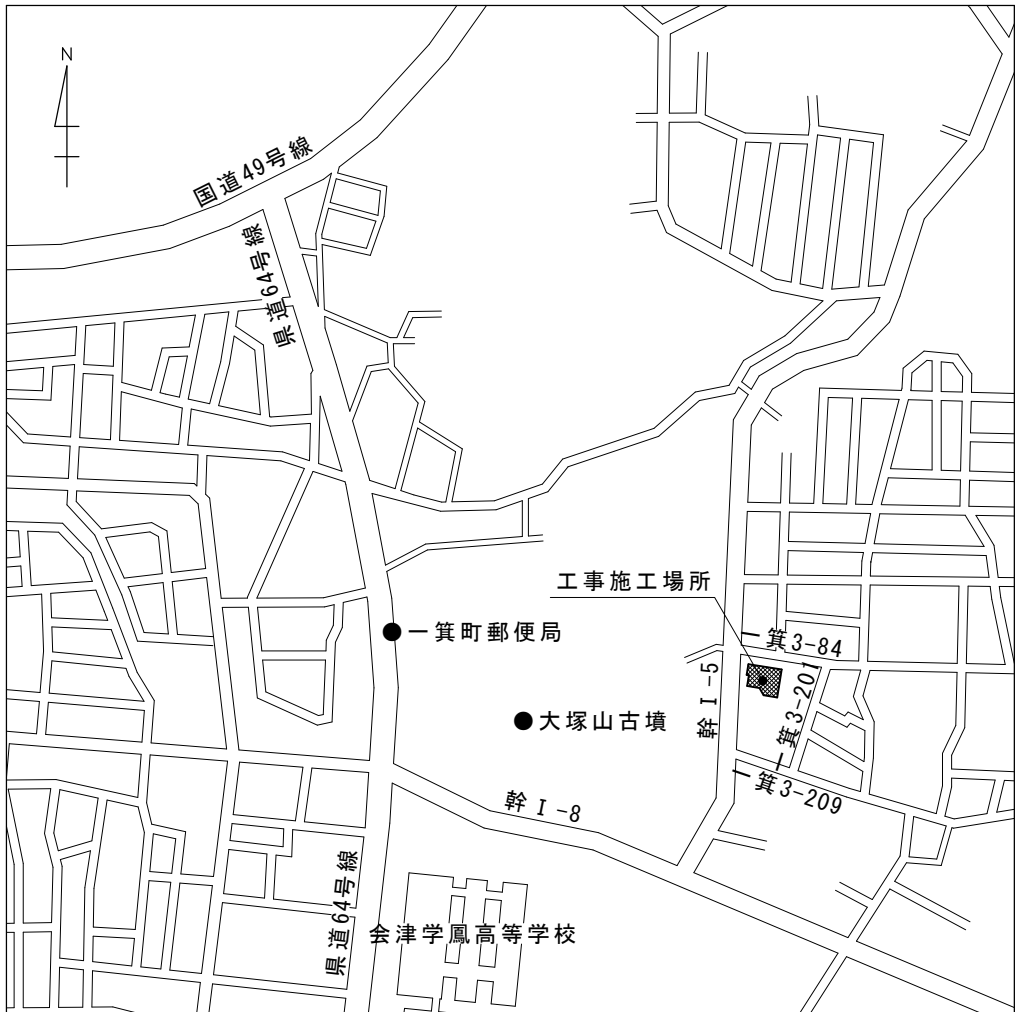 N
国道49号線
県道64号線
工事施工場所
一箕町郵便局
一箕3-84
一箕3-201
幹Ⅰ-5
大塚山古墳
一箕3-209
幹Ⅰ-8
県道64号線
会津学鳳高等学校